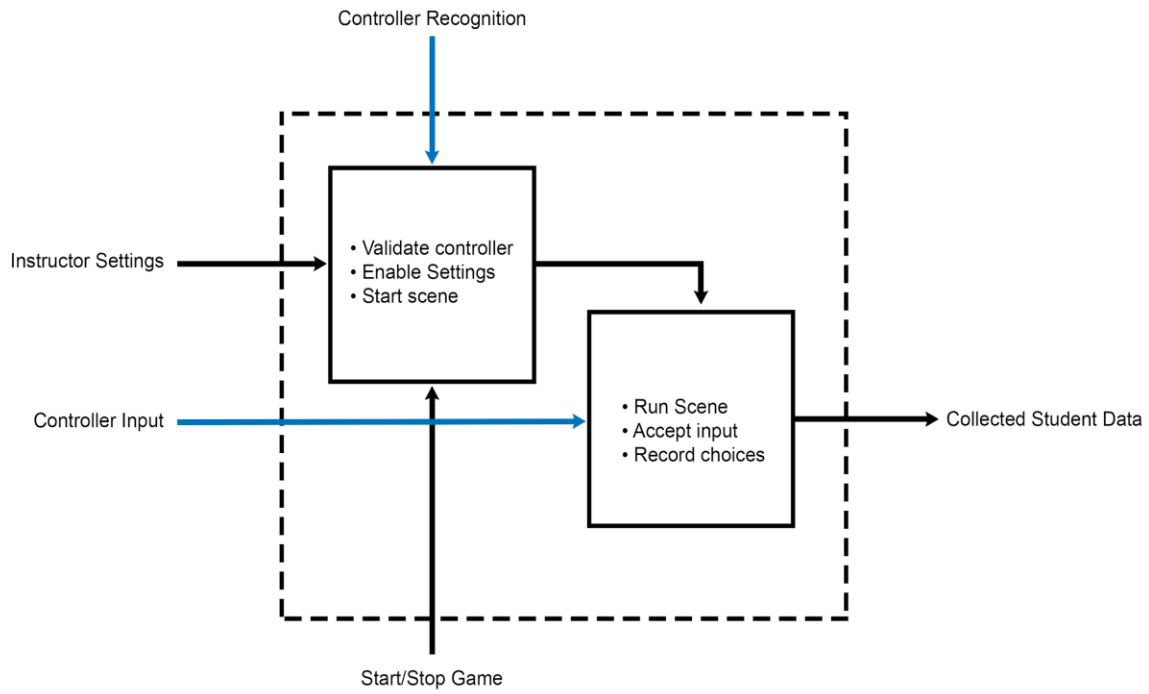 Controller Recognition
Instructor Settings
• Validate controller
• Enable Settings
• Start scene
Controller Input
• Run Scene
• Accept input
• Record choices
Collected Student Data
Start/Stop Game